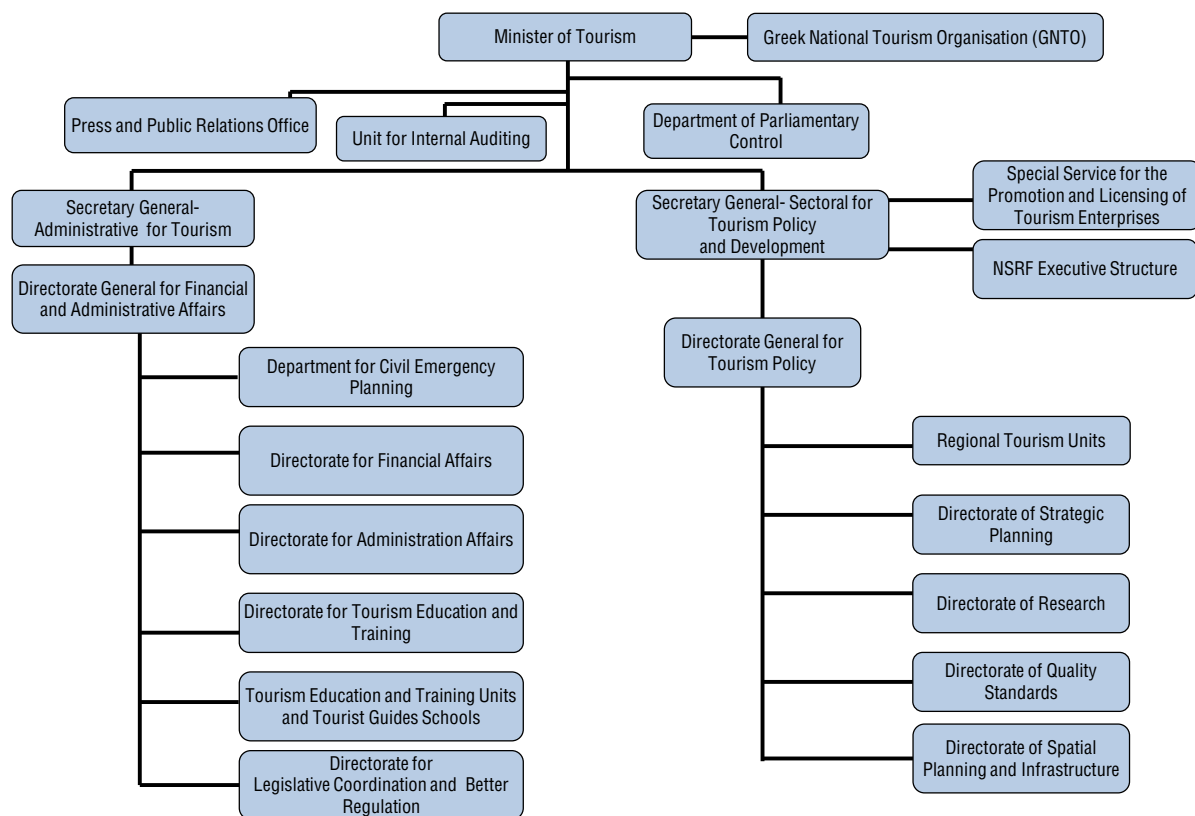 Minister of Tourism
Greek National Tourism Organisation (GNTO)
Press and Public Relations Office
Unit for Internal Auditing
Department of Parliamentary
Control
Secretary General-
Administrative for Tourism
Secretary General- Sectoral for
Tourism Policy
and Development
Special Service for the
Promotion and Licensing of
Tourism Enterprises
NSRF Executive Structure
Directorate General for Financial
and Administrative Affairs
Department for Civil Emergency
Planning
Directorate for Financial Affairs
Directorate for Administration Affairs
Directorate for Tourism Education and
Training
Tourism Education and Training Units
and Tourist Guides Schools
Directorate for
Legislative Coordination and Better
Regulation
Directorate General for
Tourism Policy
Regional Tourism Units
Directorate of Strategic
Planning
Directorate of Research
Directorate of Quality
Standards
Directorate of Spatial
Planning and Infrastructure